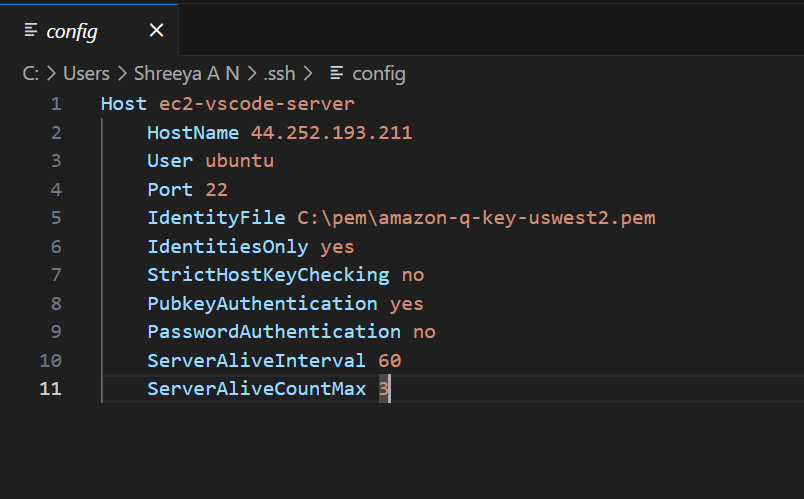 config
C: > Users > Shreeya A N > .ssh > config
1 Host ec2-vscode-server
2 HostName 44.252.193.211
3 User ubuntu
4 Port 22
5 IdentityFile C:\pem\amazon-q-key-uswest2.pem
6 IdentitiesOnly yes
7 StrictHostKeyChecking no
8 PubkeyAuthentication yes
9 PasswordAuthentication no
10 ServerAliveInterval 60
11 ServerAliveCountMax 3